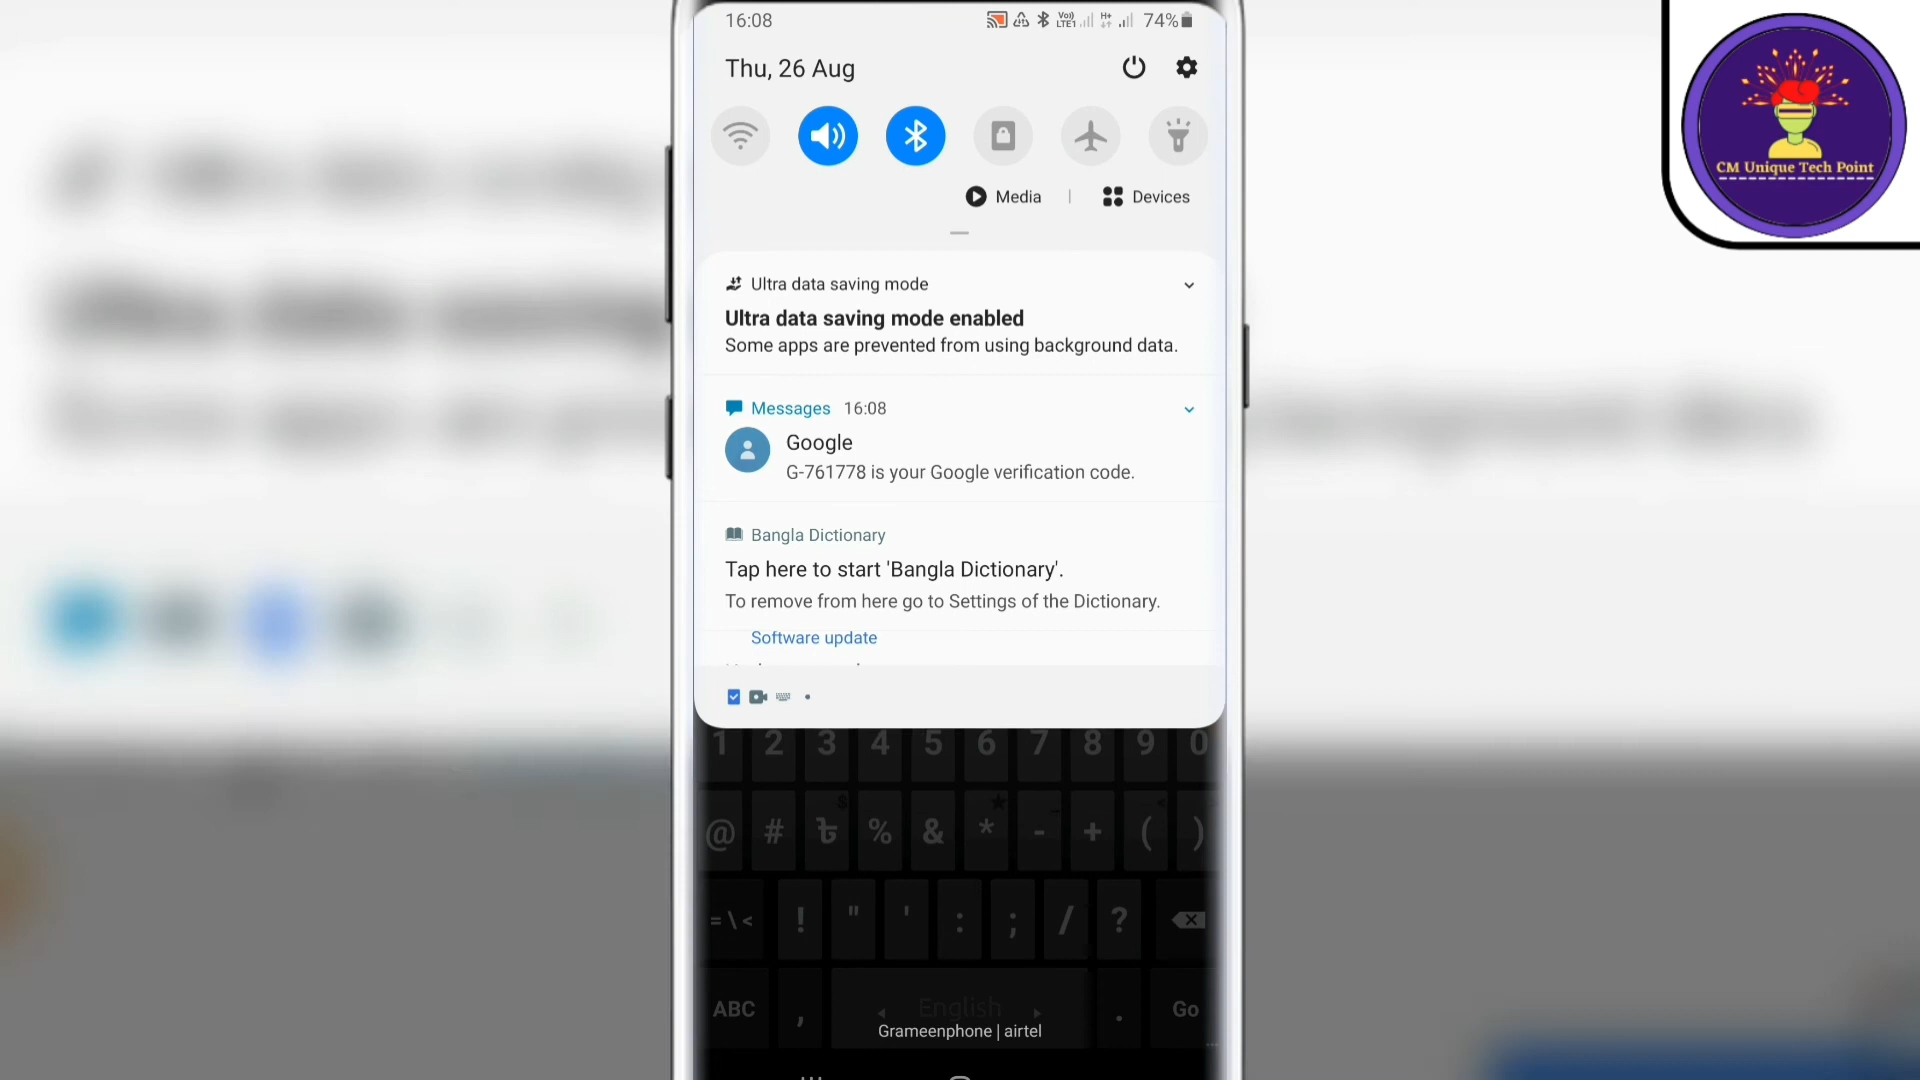 16:08
Vo)) LTE1 H+ 74%
Thu, 26 Aug
Media | Devices
Ultra data saving mode
Ultra data saving mode enabled
Some apps are prevented from using background data.
Messages 16:08
Google
G-761778 is your Google verification code.
Bangla Dictionary
Tap here to start 'Bangla Dictionary'.
To remove from here go to Settings of the Dictionary.
Software update
1 2 3 4 5 6 7 8 9 0
@ # ৳ % & * - + ( )
= \ < ! " ' : ; / ?
ABC , English . Go
Grameenphone | airtel
CM Unique Tech Point